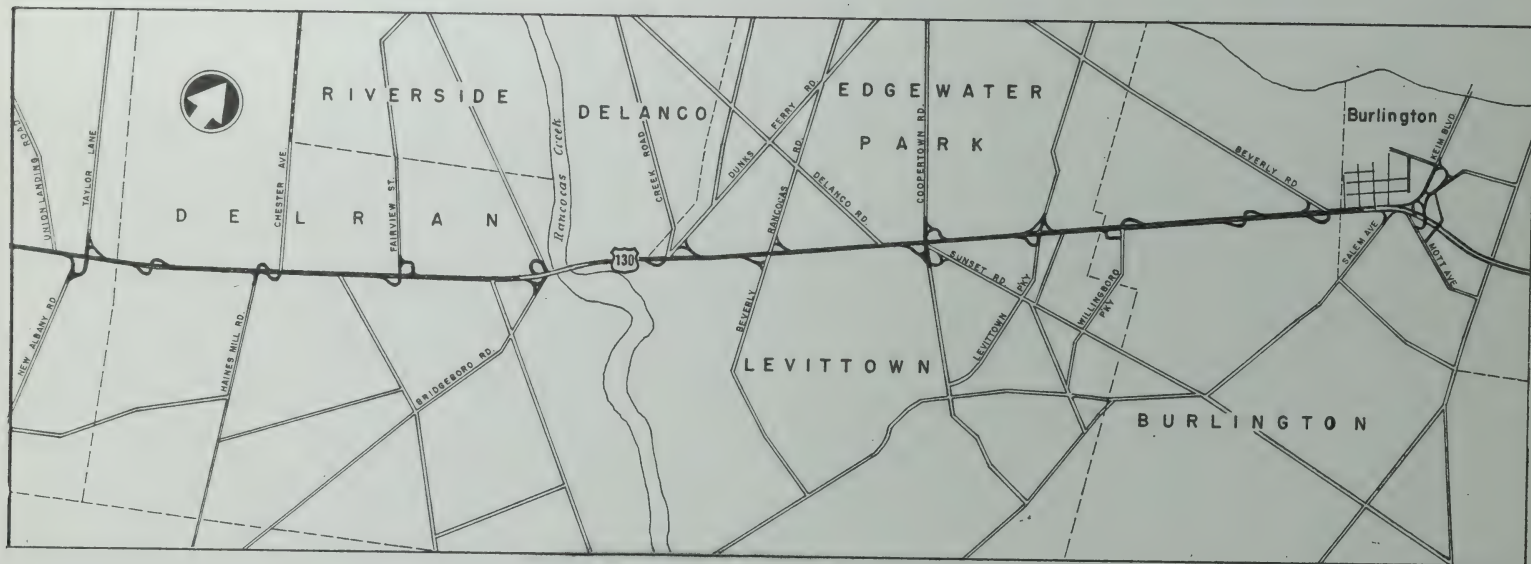 UNION LANDING ROAD
TAYLOR LANE
NEW ALBANY RD
DELRAN
CHESTER AVE
HAINES MILL RD.
RIVERSIDE
FAIRVIEW ST.
BRIDGEBORO RD.
Rancocas Creek
130
DELANCO
CREEK ROAD
DUNKS FERRY RD
BEVERLY RANCOCAS RD
DELANCO RD
EDGEWATER
PARK
COOPERTOWN RD
SUNSET RD
LEVITTOWN
LEVITTOWN PKY
WILLINGBORO PKY
BEVERLY RD
Burlington
KEIM BLVD
SALEM AVE
MOTT AVE
BURLINGTON